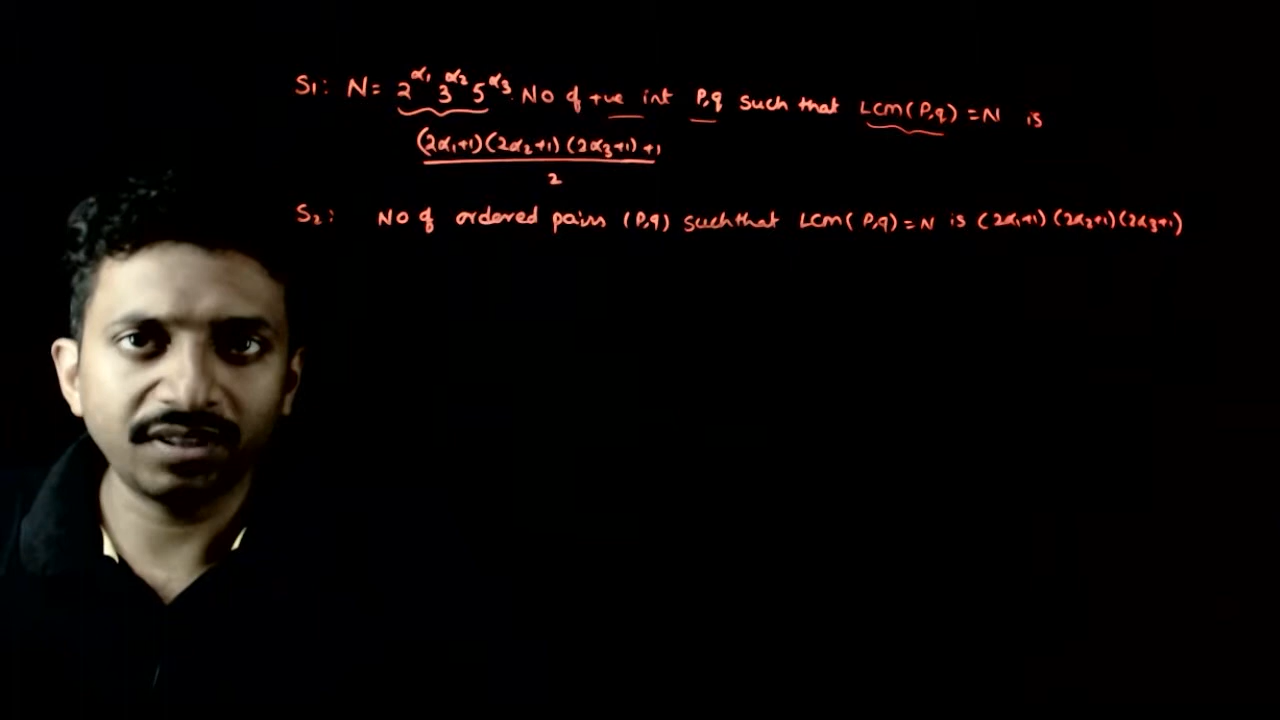 S1: N = 2^α1 3^α2 5^α3. No of +ve int P,q such that Lcm(P,q) = N is
(2α1+1)(2α2+1)(2α3+1)+1
2
S2: No of ordered pairs (P,q) such that Lcm(P,q) = N is (2α1+1)(2α2+1)(2α3+1)